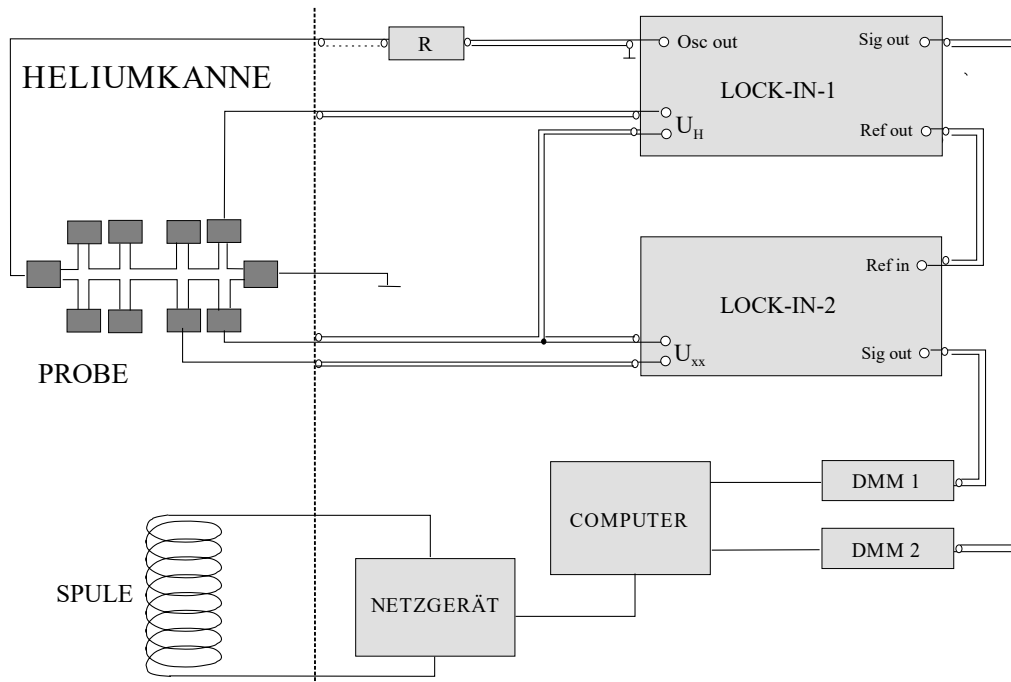 R
Osc out
Sig out
HELIUMKANNE
LOCK-IN-1
U_H
Ref out
Ref in
LOCK-IN-2
PROBE
U_xx
Sig out
DMM 1
COMPUTER
DMM 2
SPULE
NETZGERÄT